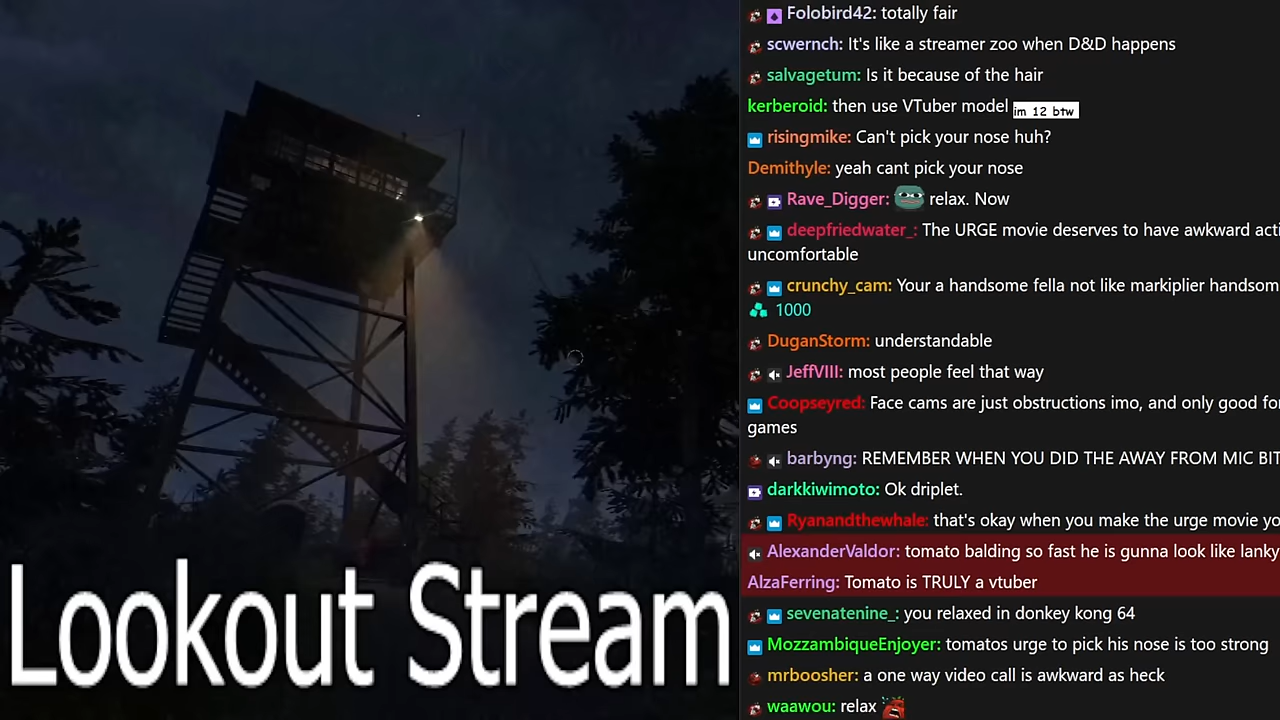 Folobird42: totally fair
scwernch: It's like a streamer zoo when D&D happens
salvagetum: Is it because of the hair
kerberoid: then use VTuber model im 12 btw
risingmike: Can't pick your nose huh?
Demithyle: yeah cant pick your nose
Rave_Digger: relax. Now
deepfriedwater_: The URGE movie deserves to have awkward acti
uncomfortable
crunchy_cam: Your a handsome fella not like markiplier handsom
1000
DuganStorm: understandable
JeffVIII: most people feel that way
Coopseyred: Face cams are just obstructions imo, and only good fo
games
barbyng: REMEMBER WHEN YOU DID THE AWAY FROM MIC BIT
darkkiwimoto: Ok driplet.
Ryanandthewhale: that's okay when you make the urge movie yo
AlexanderValdor: tomato balding so fast he is gunna look like lanky
AlzaFerring: Tomato is TRULY a vtuber
sevenatenine_: you relaxed in donkey kong 64
MozzambiqueEnjoyer: tomatos urge to pick his nose is too strong
mrboosher: a one way video call is awkward as heck
waawou: relax
Lookout Stream